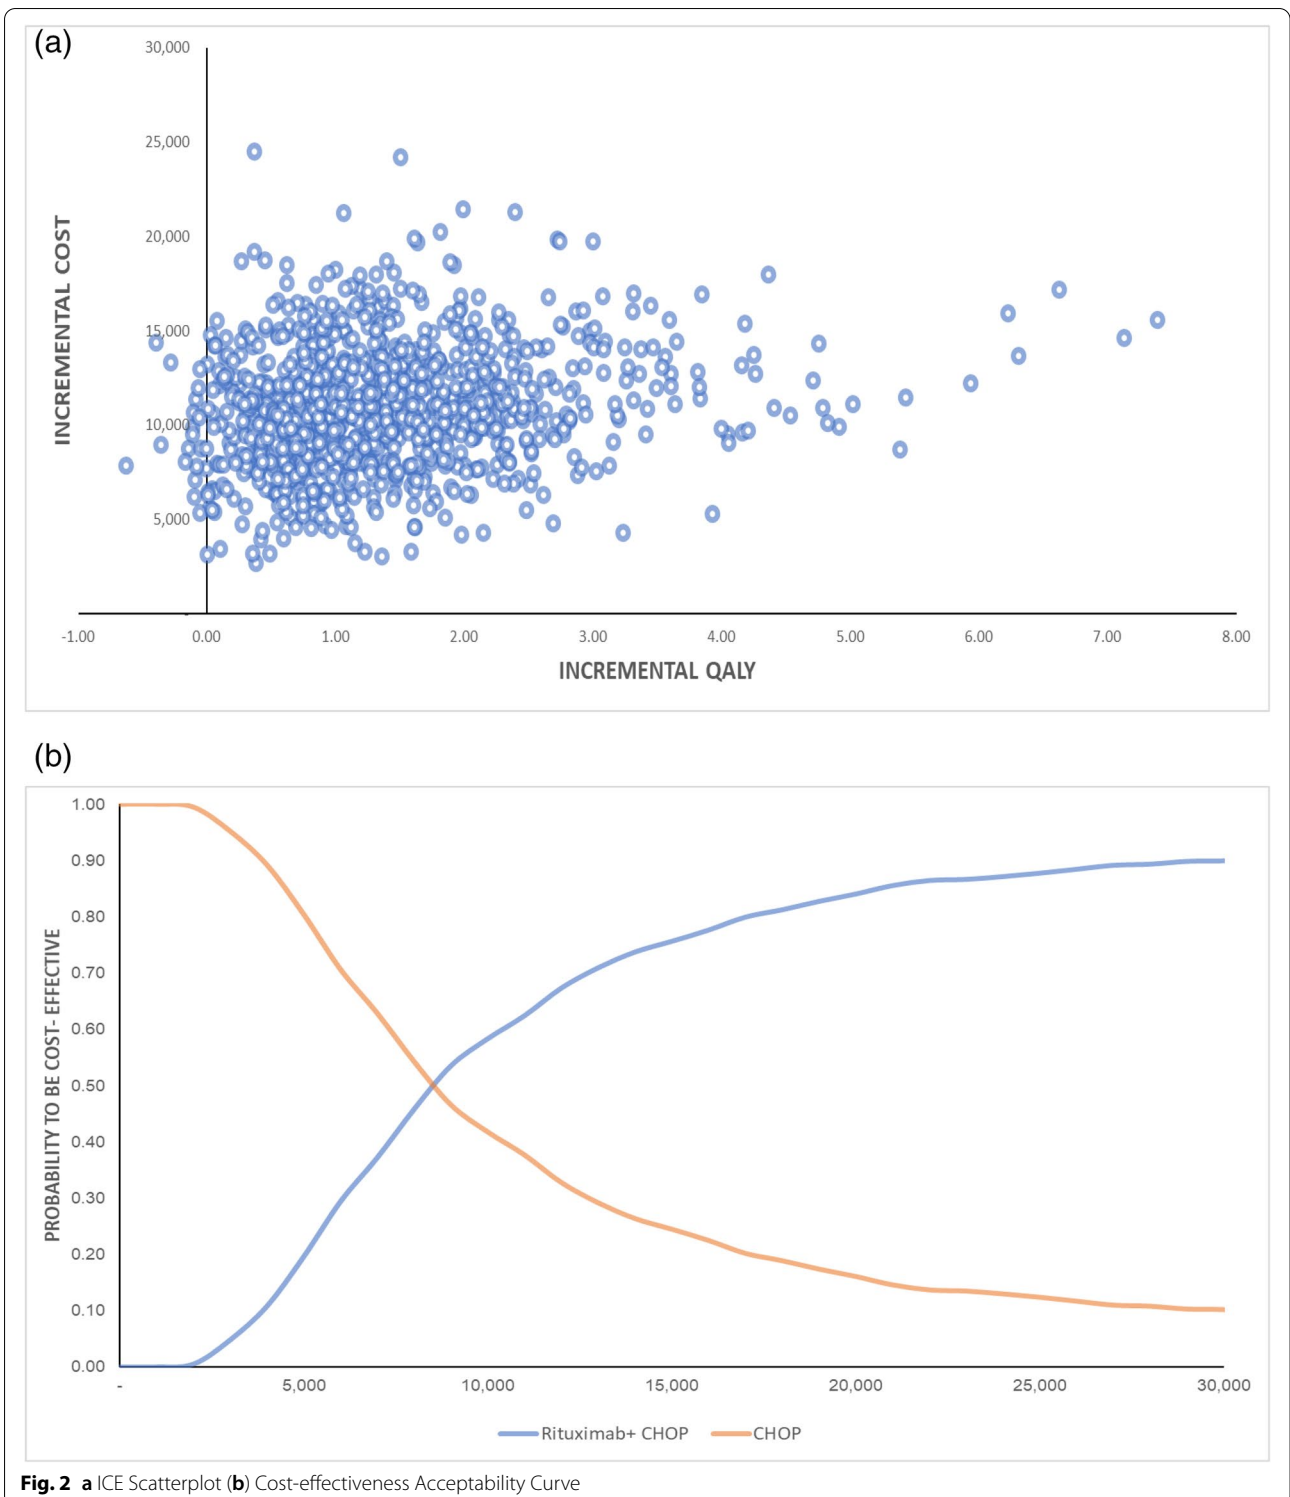 (a)
30,000
25,000
20,000
15,000
10,000
5,000
-
INCREMENTAL COST
-1.00 0.00 1.00 2.00 3.00 4.00 5.00 6.00 7.00 8.00
INCREMENTAL QALY
(b)
1.00
0.90
0.80
0.70
0.60
0.50
0.40
0.30
0.20
0.10
0.00
PROBABILITY TO BE COST- EFFECTIVE
- 5,000 10,000 15,000 20,000 25,000 30,000
Rituximab+ CHOP CHOP
Fig. 2 a ICE Scatterplot (b) Cost-effectiveness Acceptability Curve